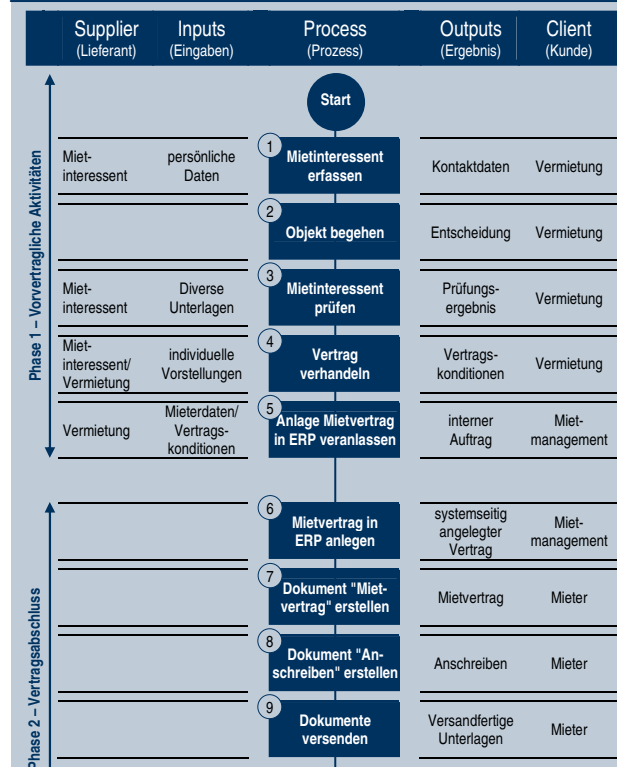 Supplier
(Lieferant)
Inputs
(Eingaben)
Process
(Prozess)
Outputs
(Ergebnis)
Client
(Kunde)
Start
Phase 1 – Vorvertragliche Aktivitäten
Miet-
interessent
persönliche
Daten
1
Mietinteressent
erfassen
Kontaktdaten
Vermietung
2
Objekt begehen
Entscheidung
Vermietung
Miet-
interessent
Diverse
Unterlagen
3
Mietinteressent
prüfen
Prüfungs-
ergebnis
Vermietung
Miet-
interessent/
Vermietung
individuelle
Vorstellungen
4
Vertrag
verhandeln
Vertrags-
konditionen
Vermietung
Vermietung
Mieterdaten/
Vertrags-
konditionen
5
Anlage Mietvertrag
in ERP veranlassen
interner
Auftrag
Miet-
management
Phase 2 – Vertragsabschluss
6
Mietvertrag in
ERP anlegen
systemseitig
angelegter
Vertrag
Miet-
management
7
Dokument "Miet-
vertrag" erstellen
Mietvertrag
Mieter
8
Dokument "An-
schreiben" erstellen
Anschreiben
Mieter
9
Dokumente
versenden
Versandfertige
Unterlagen
Mieter